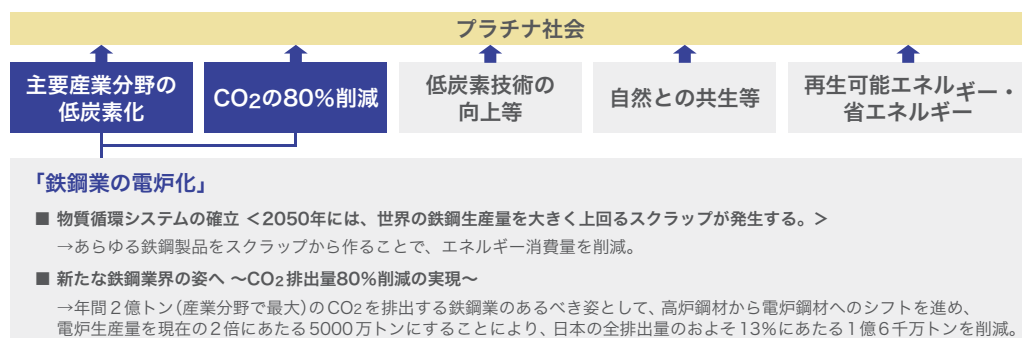 プラチナ社会
主要産業分野の
低炭素化
CO2の80%削減
低炭素技術の
向上等
自然との共生等
再生可能エネルギー・
省エネルギー
「鉄鋼業の電炉化」
■ 物質循環システムの確立 ＜2050年には、世界の鉄鋼生産量を大きく上回るスクラップが発生する。＞
→あらゆる鉄鋼製品をスクラップから作ることで、エネルギー消費量を削減。
■ 新たな鉄鋼業界の姿へ 〜CO2排出量80%削減の実現〜
→年間２億トン（産業分野で最大）のCO2を排出する鉄鋼業のあるべき姿として、高炉鋼材から電炉鋼材へのシフトを進め、
電炉生産量を現在の２倍にあたる5000万トンにすることにより、日本の全排出量のおよそ13%にあたる１億６千万トンを削減。